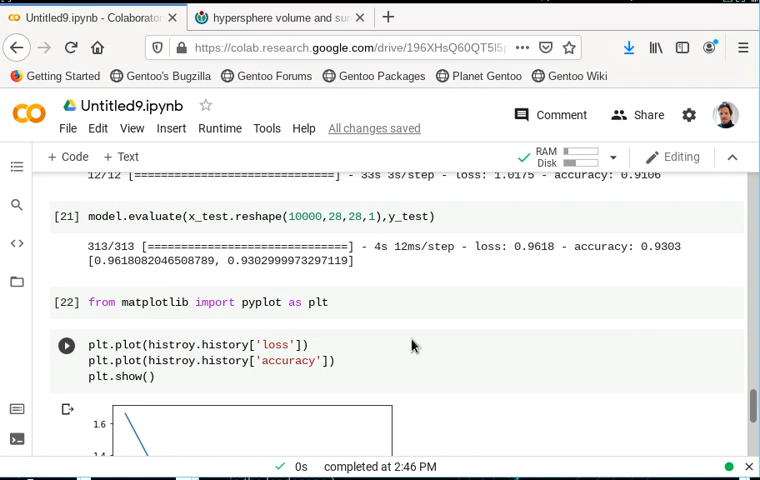 Untitled9.ipynb - Colaborator
hypersphere volume and sur
https://colab.research.google.com/drive/196XHsQ60QT5l5p
Getting Started
Gentoo's Bugzilla
Gentoo Forums
Gentoo Packages
Planet Gentoo
Gentoo Wiki
CO
Untitled9.ipynb
Comment
Share
File Edit View Insert Runtime Tools Help All changes saved
+ Code + Text
RAM
Disk
Editing
12/12 [==============================] - 33s 3s/step - loss: 1.0175 - accuracy: 0.9106
[21] model.evaluate(x_test.reshape(10000,28,28,1),y_test)
313/313 [==============================] - 4s 12ms/step - loss: 0.9618 - accuracy: 0.9303
[0.9618082046508789, 0.9302999973297119]
[22] from matplotlib import pyplot as plt
plt.plot(histroy.history['loss'])
plt.plot(histroy.history['accuracy'])
plt.show()
1.6
1.4
0s completed at 2:46 PM